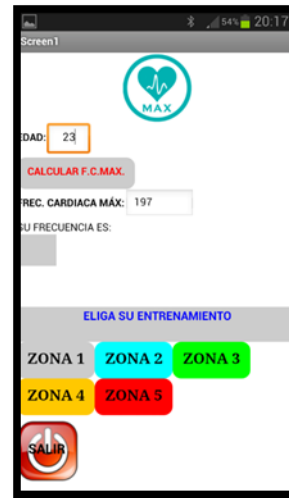 54% 20:17
Screen1
MAX
EDAD: 23
CALCULAR F.C.MAX.
FREC. CARDIACA MÁX: 197
SU FRECUENCIA ES:
ELIGA SU ENTRENAMIENTO
ZONA 1 ZONA 2 ZONA 3
ZONA 4 ZONA 5
SALIR